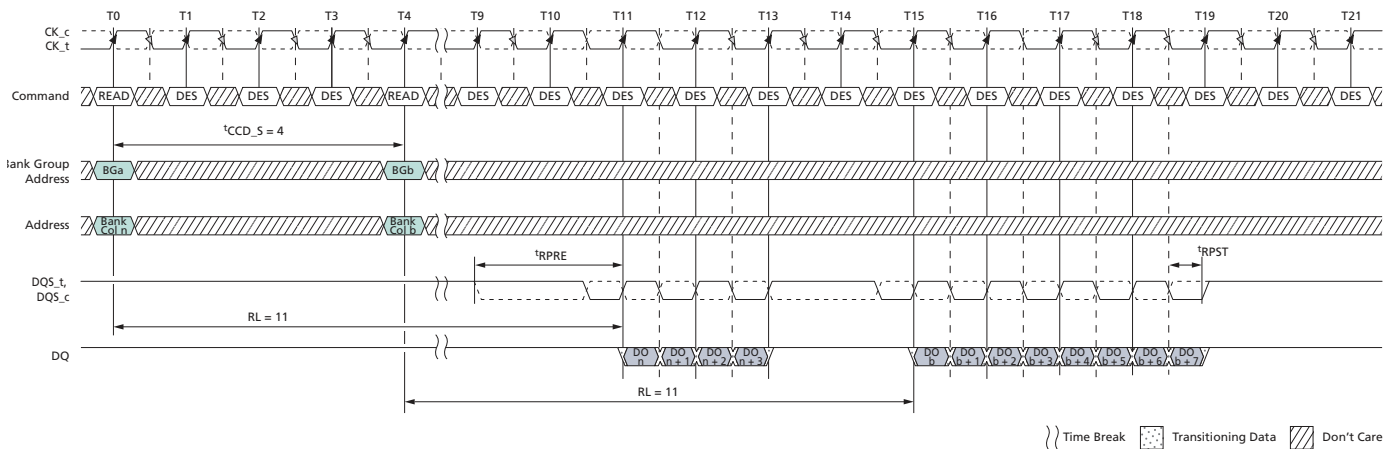 T0 T1 T2 T3 T4 T9 T10 T11 T12 T13 T14 T15 T16 T17 T18 T19 T20 T21
CK_c
CK_t
Command READ DES DES DES READ DES DES DES DES DES DES DES DES DES DES DES DES DES
tCCD_S = 4
Bank Group
Address
BGa BGb
Address
Bank
Col n
Bank
Col b
tRPRE tRPST
DQS_t,
DQS_c
RL = 11
DQ
DO
n
DO
n + 1
DO
n + 2
DO
n + 3
DO
b
DO
b + 1
DO
b + 2
DO
b + 3
DO
b + 4
DO
b + 5
DO
b + 6
DO
b + 7
RL = 11
Time Break Transitioning Data Don't Care